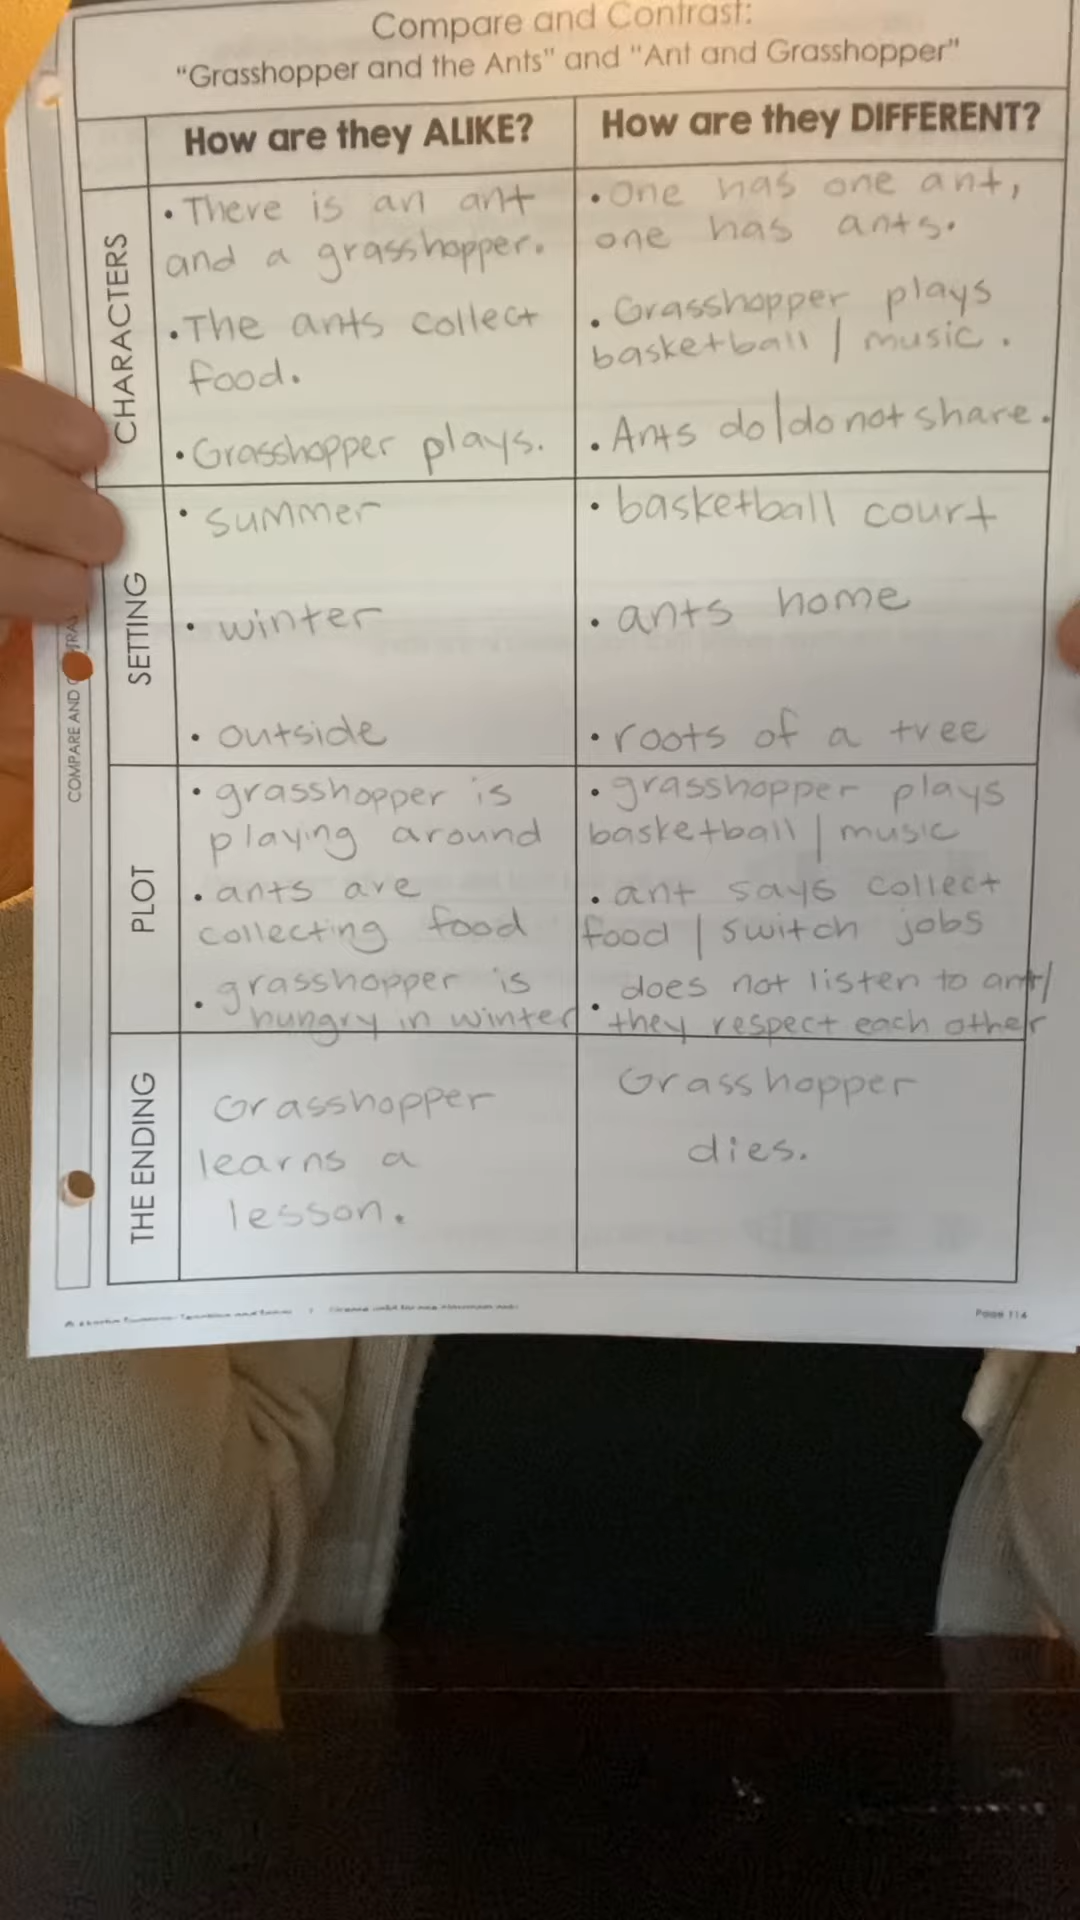 Compare and Contrast:
"Grasshopper and the Ants" and "Ant and Grasshopper"
How are they ALIKE?
How are they DIFFERENT?
CHARACTERS
• There is an ant
and a grasshopper.
• The ants collect
food.
• Grasshopper plays.
• One has one ant,
one has ants.
• Grasshopper plays
basketball / music.
• Ants do/do not share.
SETTING
• summer
• winter
• outside
• basketball court
• ants home
• roots of a tree
PLOT
• grasshopper is
playing around
• ants are
collecting food
• grasshopper is
hungry in winter
• grasshopper plays
basketball / music
• ant says collect
food / switch jobs
• does not listen to ant/
they respect each other
THE ENDING
Grasshopper
learns a
lesson.
Grasshopper
dies.
COMPARE AND
Page 114